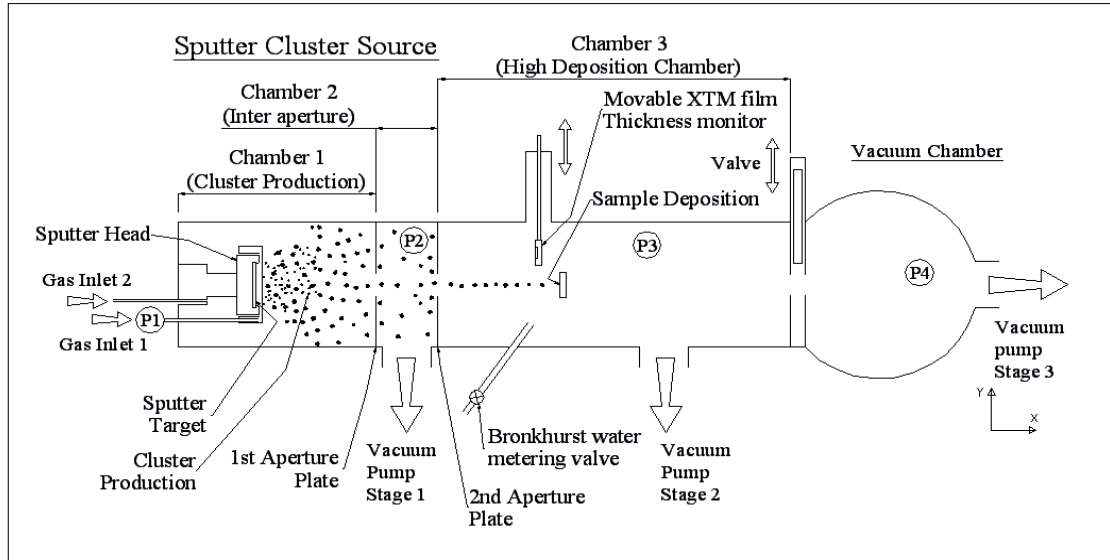 Sputter Cluster Source
Chamber 3
(High Deposition Chamber)
Chamber 2
(Inter aperture)
Movable XTM film
Thickness monitor
Chamber 1
(Cluster Production)
Valve
Vacuum Chamber
Sample Deposition
Sputter Head
P2
P3
P4
Gas Inlet 2
P1
Gas Inlet 1
Vacuum
pump
Stage 3
Y
X
Sputter
Target
Cluster
Production
1st Aperture
Plate
Vacuum
Pump
Stage 1
2nd Aperture
Plate
Bronkhurst water
metering valve
Vacuum
Pump
Stage 2